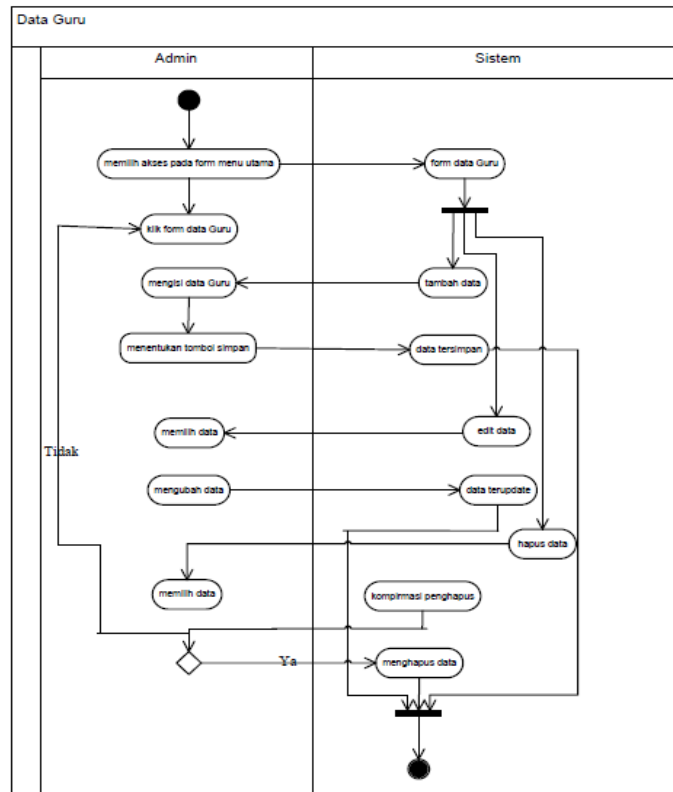 Data Guru
Admin
Sistem
memilih akses pada form menu utama
form data Guru
klik form data Guru
mengisi data Guru
tambah data
menentukan tombol simpan
data tersimpan
memilih data
edit data
Tidak
mengubah data
data terupdate
hapus data
memilih data
kompirmasi penghapus
Ya
menghapus data